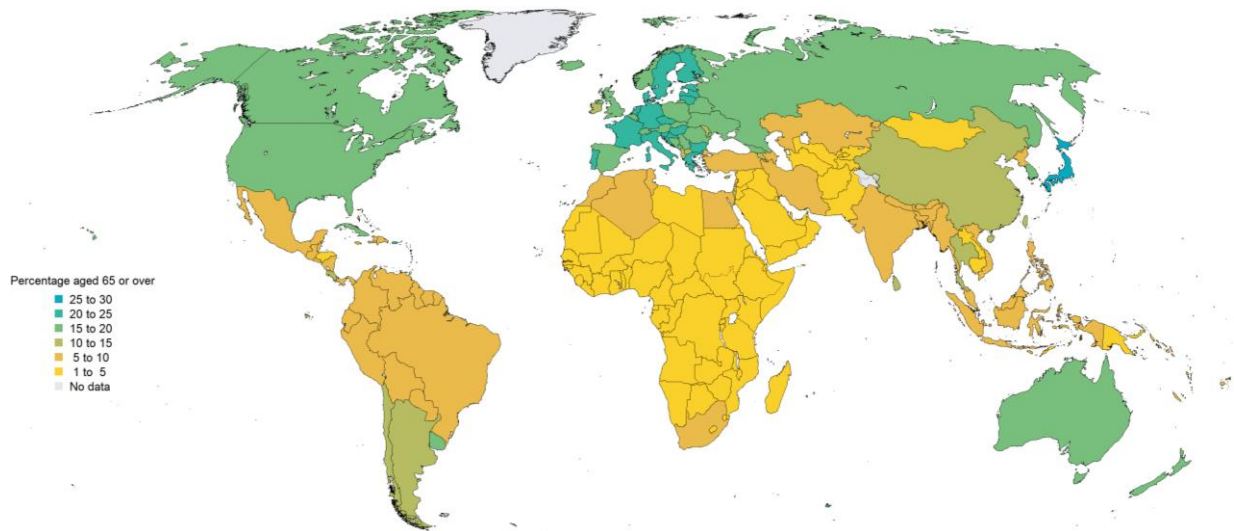 Percentage aged 65 or over
25 to 30
20 to 25
15 to 20
10 to 15
5 to 10
1 to 5
No data